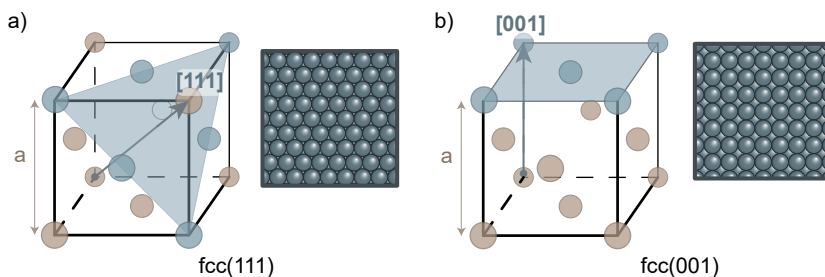 a)
[111]
a
fcc(111)
b)
[001]
a
fcc(001)